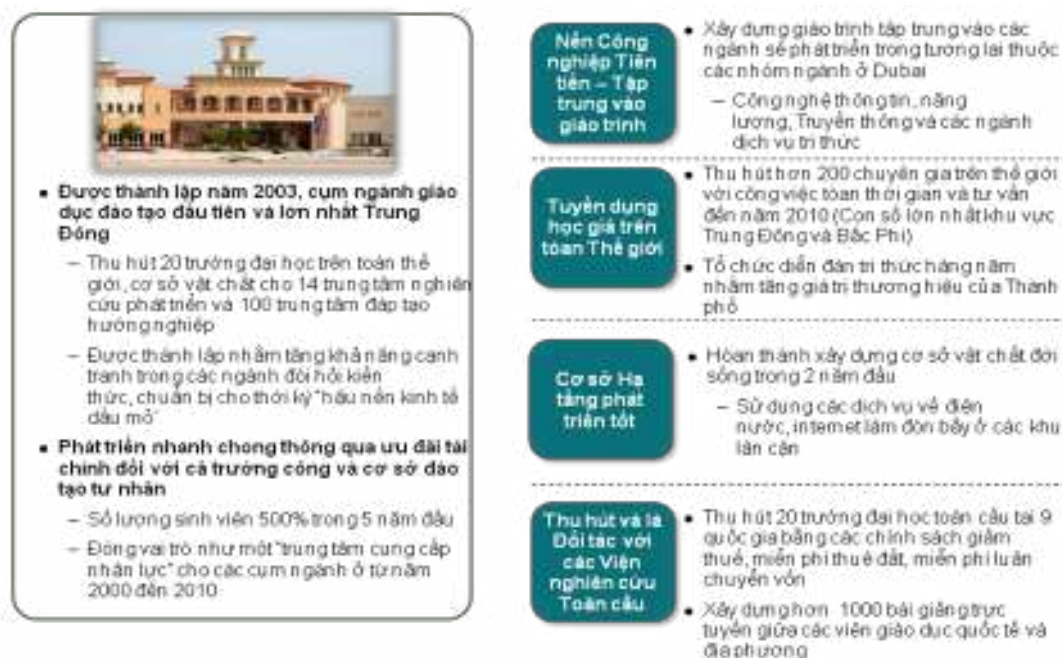 • Được thành lập năm 2003, cụm ngành giáo
dục đào tạo đầu tiên và lớn nhất Trung
Đông
– Thu hút 20 trường đại học trên toàn thế
giới, cơ sở vật chất cho 14 trung tâm nghiên
cứu phát triển và 100 trung tâm đáp tạo
hướng nghiệp
– Được thành lập nhằm tăng khả năng cạnh
tranh trong các ngành đòi hỏi kiến
thức, chuẩn bị cho thời kỳ "hậu nền kinh tế
dầu mỏ"
• Phát triển nhanh chong thông qua ưu đãi tài
chính đối với cả trường công và cơ sở đào
tạo tư nhân
– Số lượng sinh viên 500% trong 5 năm đầu
– Đóng vai trò như một "trung tâm cung cấp
nhân lực" cho các cụm ngành ở từ năm
2000 đến 2010
Nền Công
nghiệp Tiên
tiến – Tập
trung vào
giáo trình
• Xây dựng giáo trình tập trung vào các
ngành sẽ phát triển trong tương lai thuộc
các nhóm ngành ở Dubai
– Công nghệ thông tin, năng
lượng, Truyền thông và các ngành
dịch vụ tri thức
Tuyển dụng
học giả trên
toàn Thế giới
• Thu hút hơn 200 chuyên gia trên thế giới
với công việc tòan thời gian và tư vấn
đến năm 2010 (Con số lớn nhất khu vực
Trung Đông và Bắc Phi)
• Tổ chức diễn đán tri thức hàng năm
nhằm tăng giá trị thương hiệu của Thành
phố
Cơ sở Hạ
tầng phát
triển tốt
• Hòan thành xây dựng cơ sở vật chất đời
sống trong 2 năm đầu
– Sử dụng các dịch vụ về điện
nước, internet làm đòn bẩy ở các khu
lân cận
Thu hút và là
Đối tác với
các Viện
nghiên cứu
Toàn cầu
• Thu hút 20 trường đại học toàn cầu tại 9
quốc gia bằng các chính sách giảm
thuế, miễn phí thuê đất, miễn phí luân
chuyển vốn
• Xây dựng hơn 1000 bài giảng trực
tuyến giữa các viện giáo dục quốc tế và
địa phương